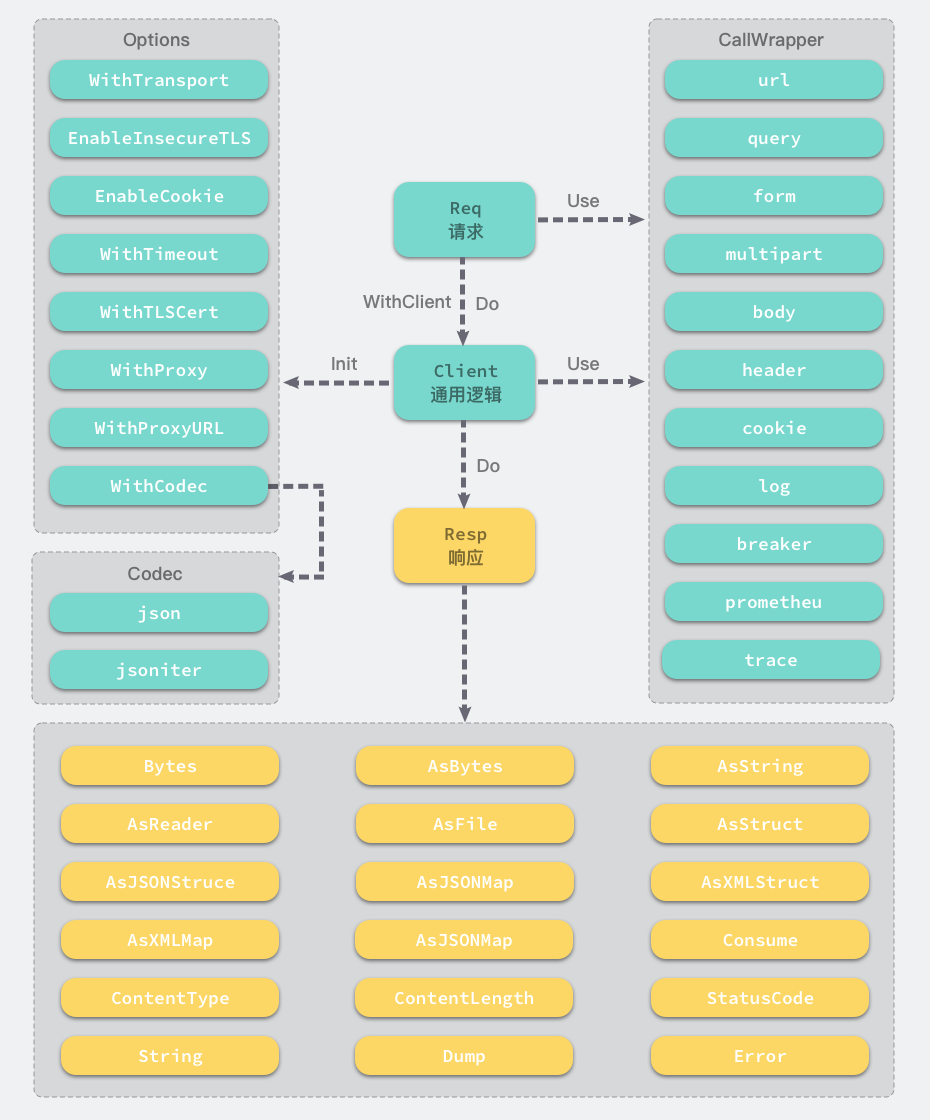 Options
WithTransport
EnableInsecureTLS
EnableCookie
WithTimeout
WithTLSCert
WithProxy
WithProxyURL
WithCodec
Codec
json
jsoniter
Req
请求
Use
WithClient
Do
Init
Client
通用逻辑
Use
Do
Resp
响应
CallWrapper
url
query
form
multipart
body
header
cookie
log
breaker
prometheu
trace
Bytes
AsBytes
AsString
AsReader
AsFile
AsStruct
AsJSONStruce
AsJSONMap
AsXMLStruct
AsXMLMap
AsJSONMap
Consume
ContentType
ContentLength
StatusCode
String
Dump
Error